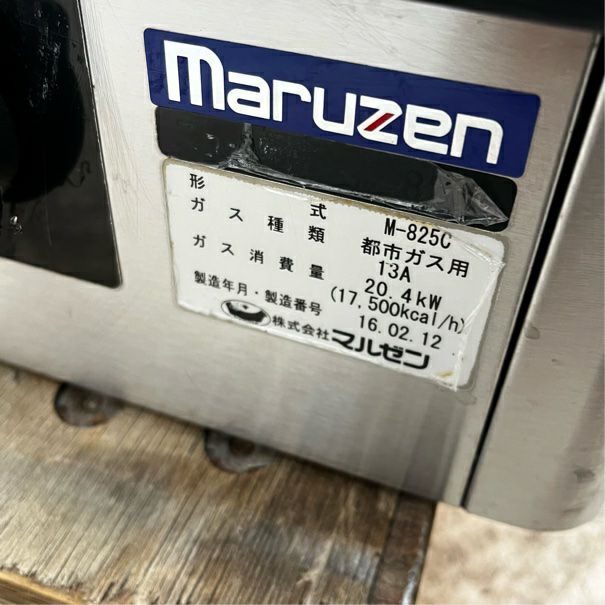 maruzen
形 式 M-825C
ガス種類 都市ガス用
13A
ガス消費量 20.4kW
(17,500kcal/h)
製造年月・製造番号 16.02.12
株式会社マルゼン